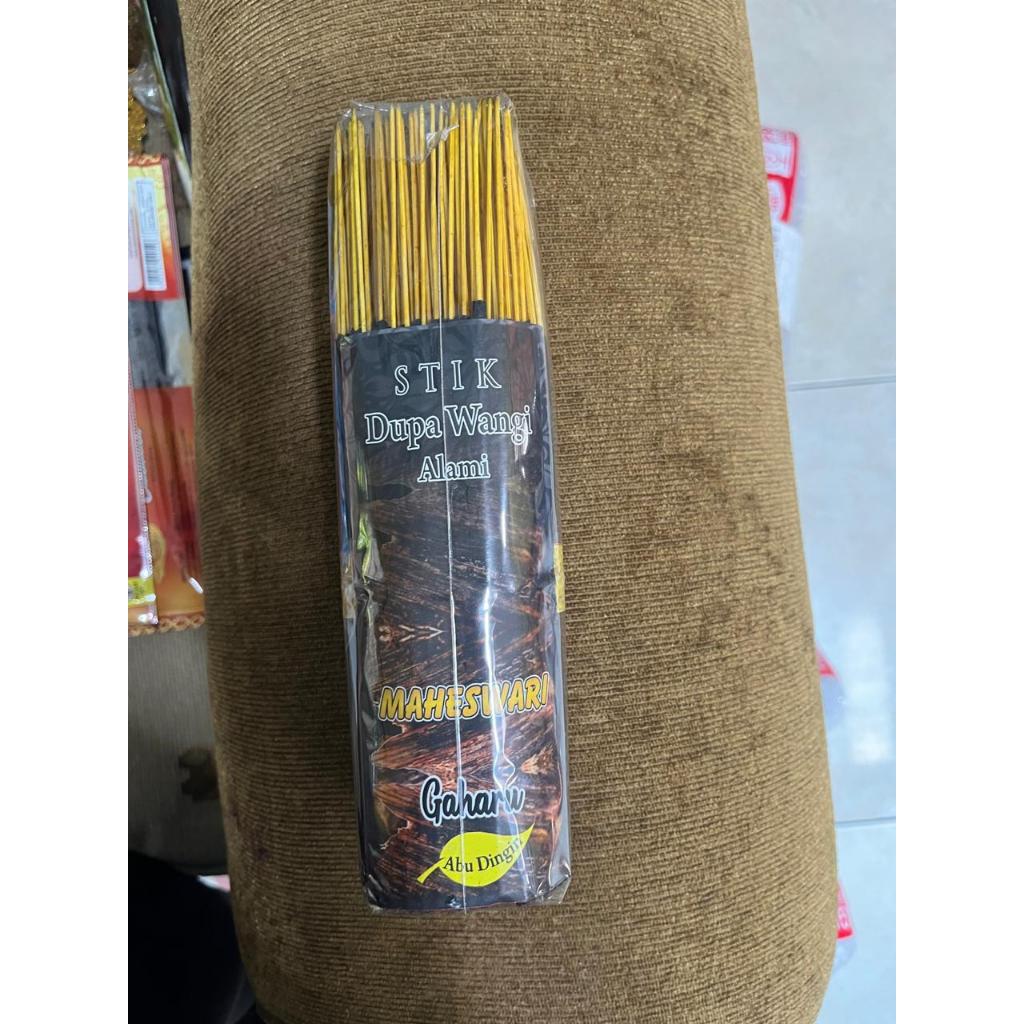 STIK
Dupa Wangi
Alami
MAHESWARI
Gaharu
Abu Dingin